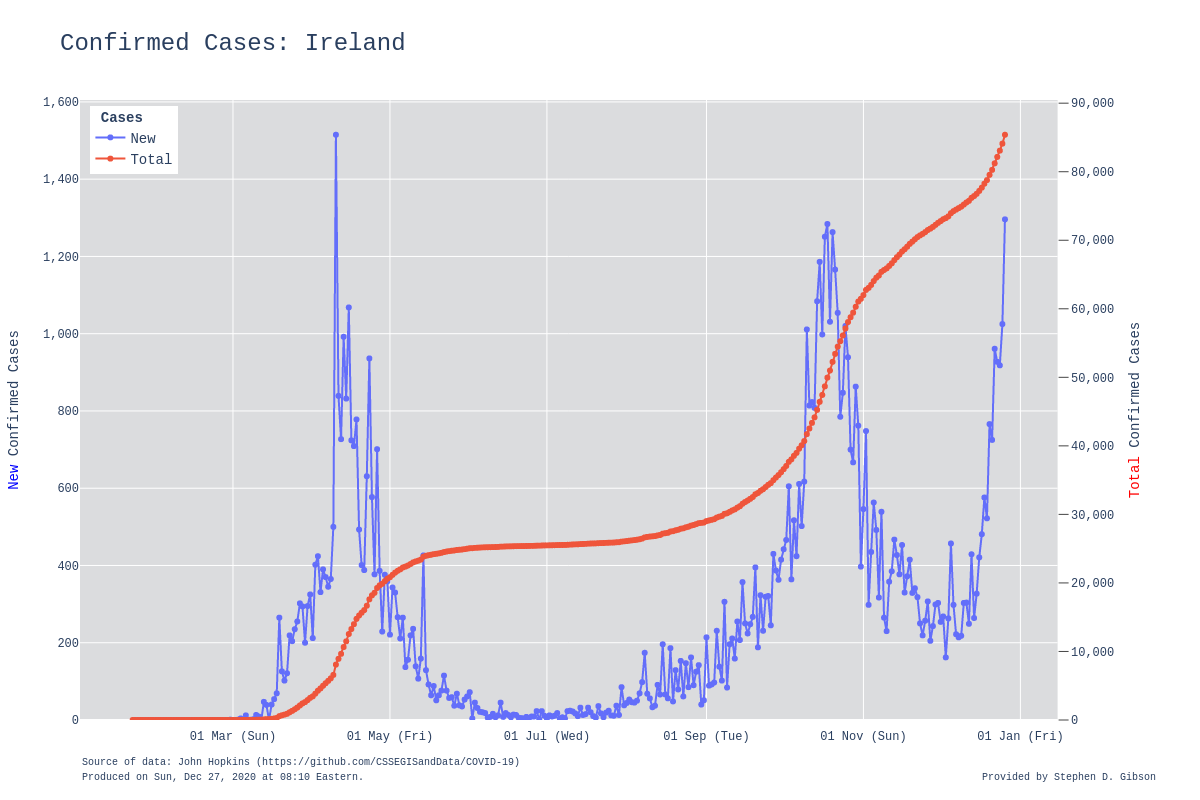 Confirmed Cases: Ireland
Cases
New
Total
1,600
1,400
1,200
1,000
800
600
400
200
0
90,000
80,000
70,000
60,000
50,000
40,000
30,000
20,000
10,000
0
New Confirmed Cases
Total Confirmed Cases
01 Mar (Sun)
01 May (Fri)
01 Jul (Wed)
01 Sep (Tue)
01 Nov (Sun)
01 Jan (Fri)
Source of data: John Hopkins (https://github.com/CSSEGISandData/COVID-19)
Produced on Sun, Dec 27, 2020 at 08:10 Eastern.
Provided by Stephen D. Gibson